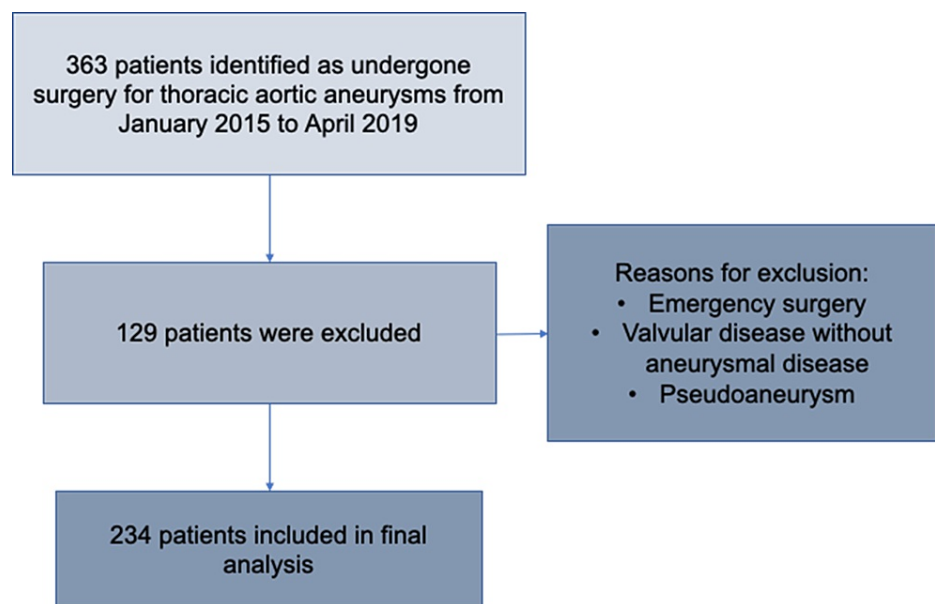 363 patients identified as undergone
surgery for thoracic aortic aneurysms from
January 2015 to April 2019
129 patients were excluded
Reasons for exclusion:
• Emergency surgery
• Valvular disease without
aneurysmal disease
• Pseudoaneurysm
234 patients included in final
analysis